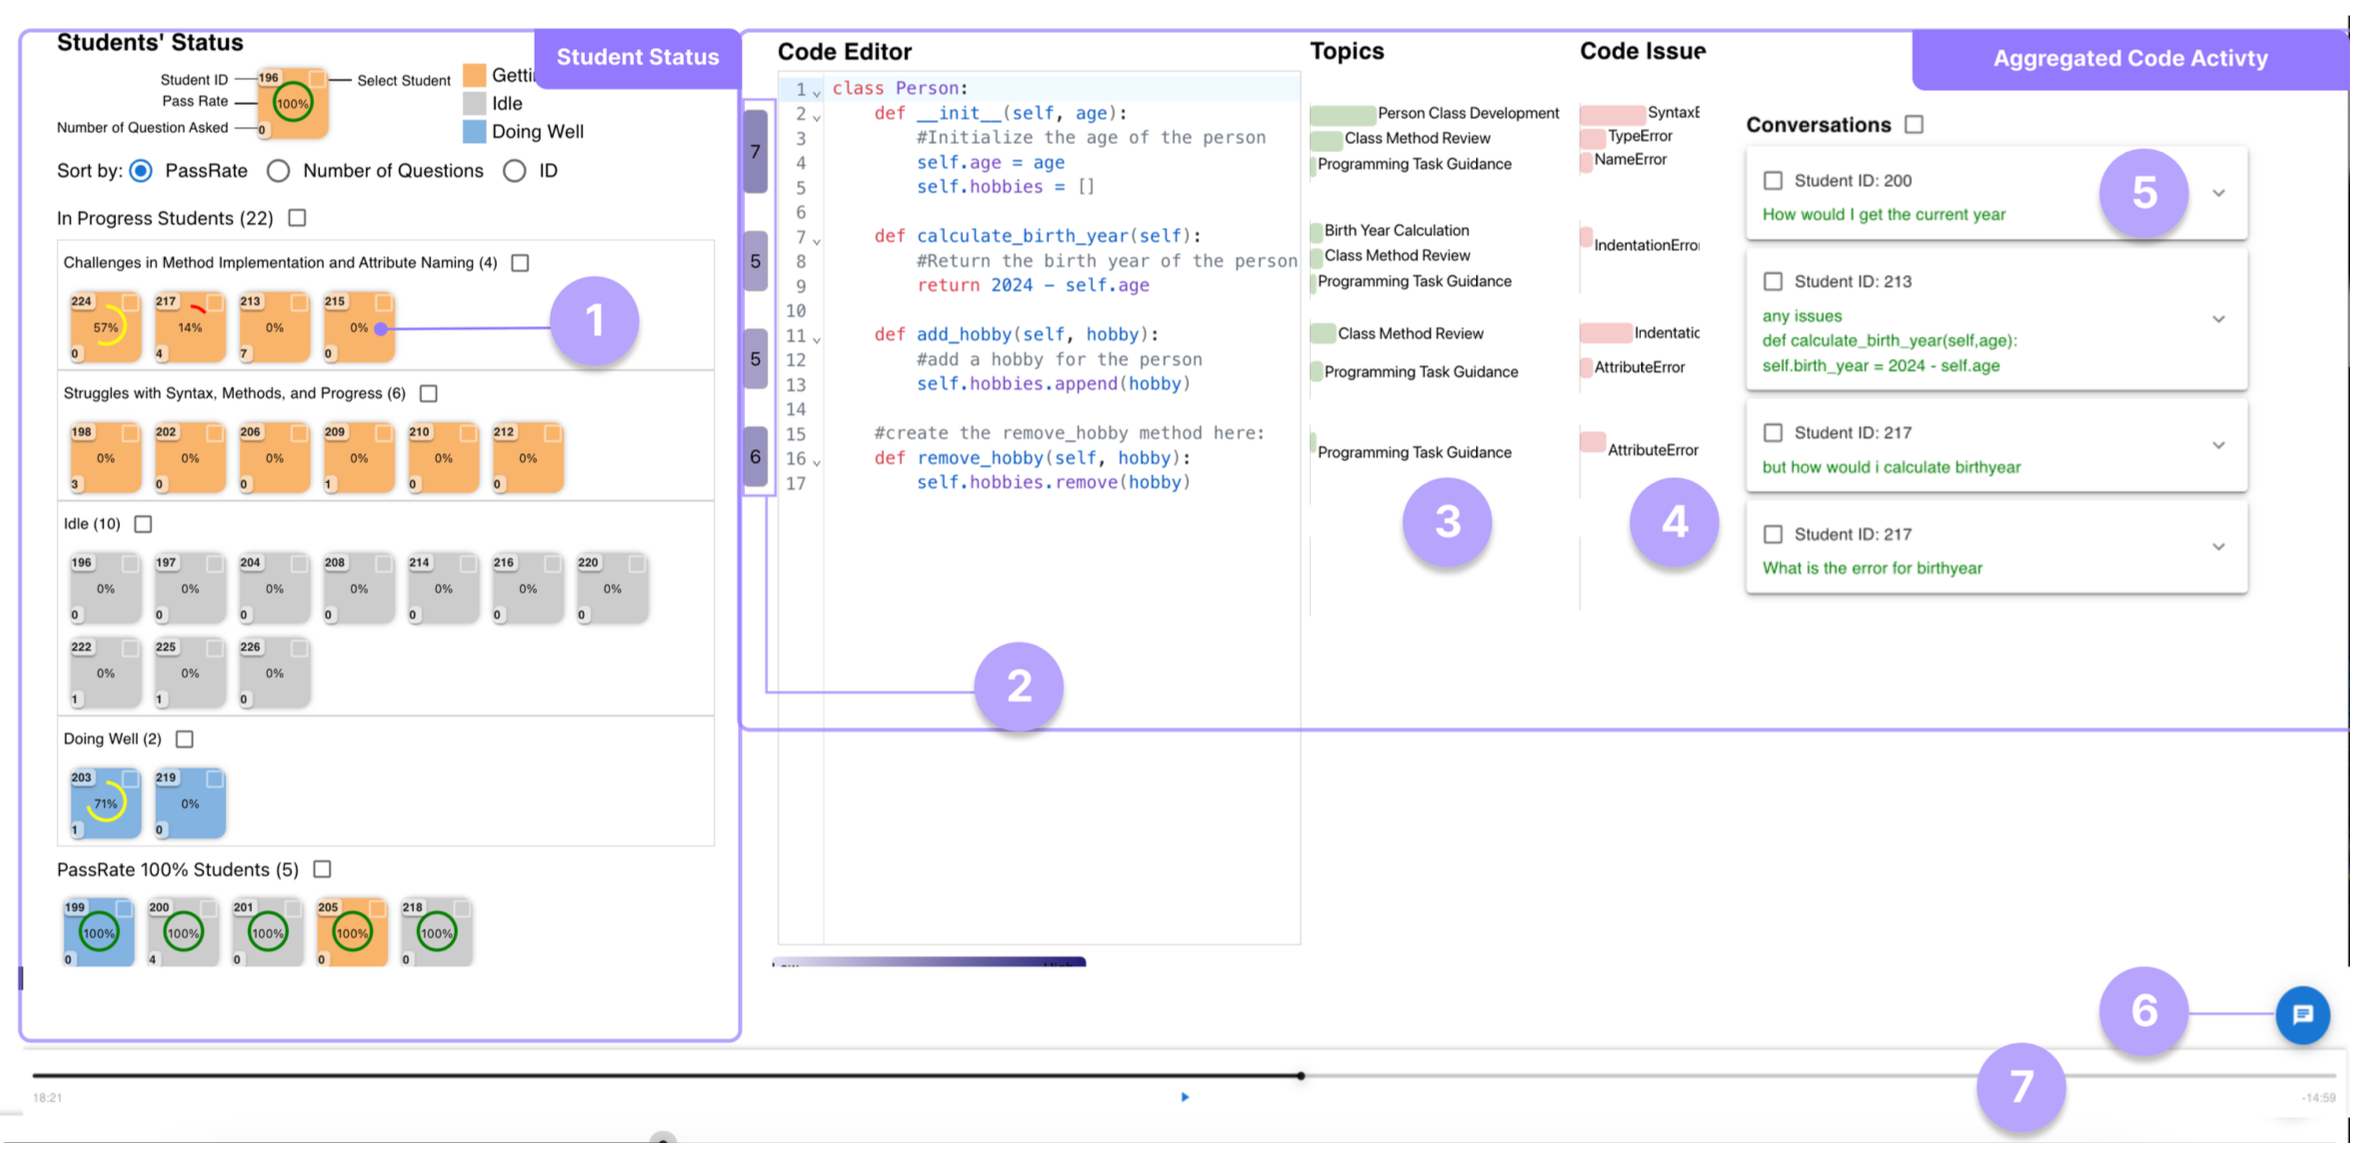 Students' Status
Student Status
Student ID
196
Select Student
Pass Rate
100%
Number of Question Asked
0
Idle
Doing Well
Sort by: PassRate Number of Questions ID
In Progress Students (22)
Challenges in Method Implementation and Attribute Naming (4)
224 217 213 215
57% 14% 0% 0%
0 4 7 0
1
Struggles with Syntax, Methods, and Progress (6)
198 202 206 209 210 212
0% 0% 0% 0% 0% 0%
3 0 0 1 0 0
Idle (10)
196 197 204 208 214 216 220
0% 0% 0% 0% 0% 0% 0%
0 0 0 0 0 0 0
222 225 226
0% 0% 0%
1 1 0
Doing Well (2)
203 219
71% 0%
1 0
PassRate 100% Students (5)
199 200 201 205 218
100% 100% 100% 100% 100%
0 4 0 0 0
Code Editor
7
5
5
6
1 class Person:
2 def __init__(self, age):
3 #Initialize the age of the person
4 self.age = age
5 self.hobbies = []
6
7 def calculate_birth_year(self):
8 #Return the birth year of the person
9 return 2024 - self.age
10
11 def add_hobby(self, hobby):
12 #add a hobby for the person
13 self.hobbies.append(hobby)
14
15 #create the remove_hobby method here:
16 def remove_hobby(self, hobby):
17 self.hobbies.remove(hobby)
2
Topics
Person Class Development
Class Method Review
Programming Task Guidance
Birth Year Calculation
Class Method Review
Programming Task Guidance
Class Method Review
Programming Task Guidance
Programming Task Guidance
3
Code Issue
TypeError
NameError
AttributeError
AttributeError
4
Aggregated Code Activty
Conversations
Student ID: 200
How would I get the current year
5
Student ID: 213
any issues
def calculate_birth_year(self,age):
self.birth_year = 2024 - self.age
Student ID: 217
but how would i calculate birthyear
Student ID: 217
What is the error for birthyear
6
7
18:21
-14:59